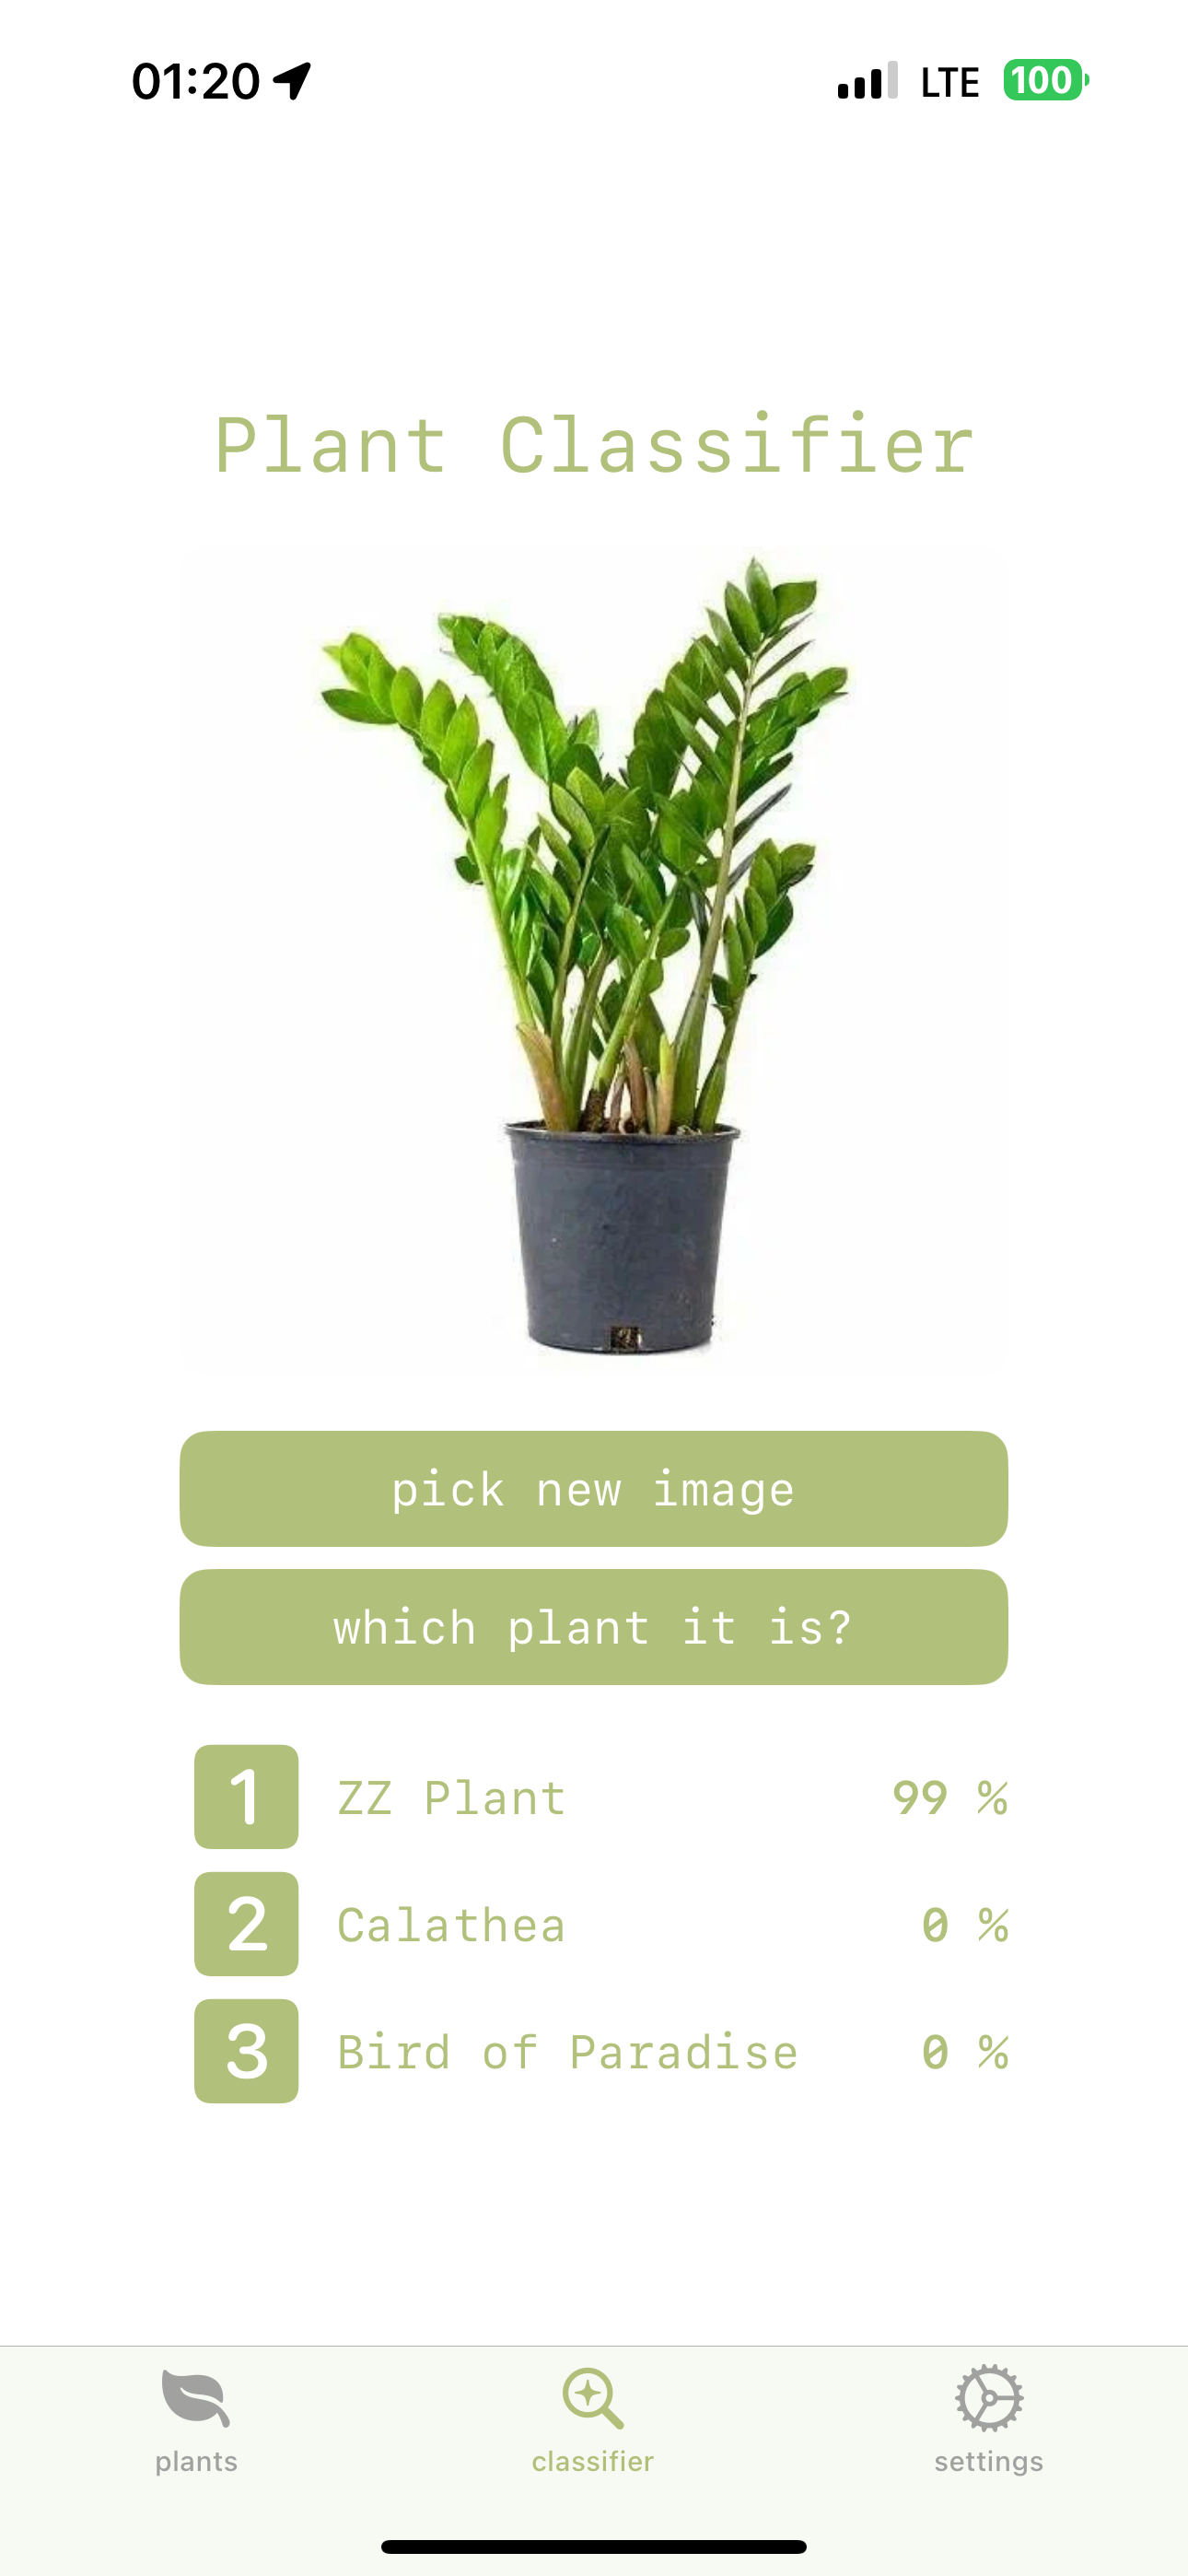 01:20 LTE 100
Plant Classifier
pick new image
which plant it is?
1 ZZ Plant 99 %
2 Calathea 0 %
3 Bird of Paradise 0 %
plants classifier settings